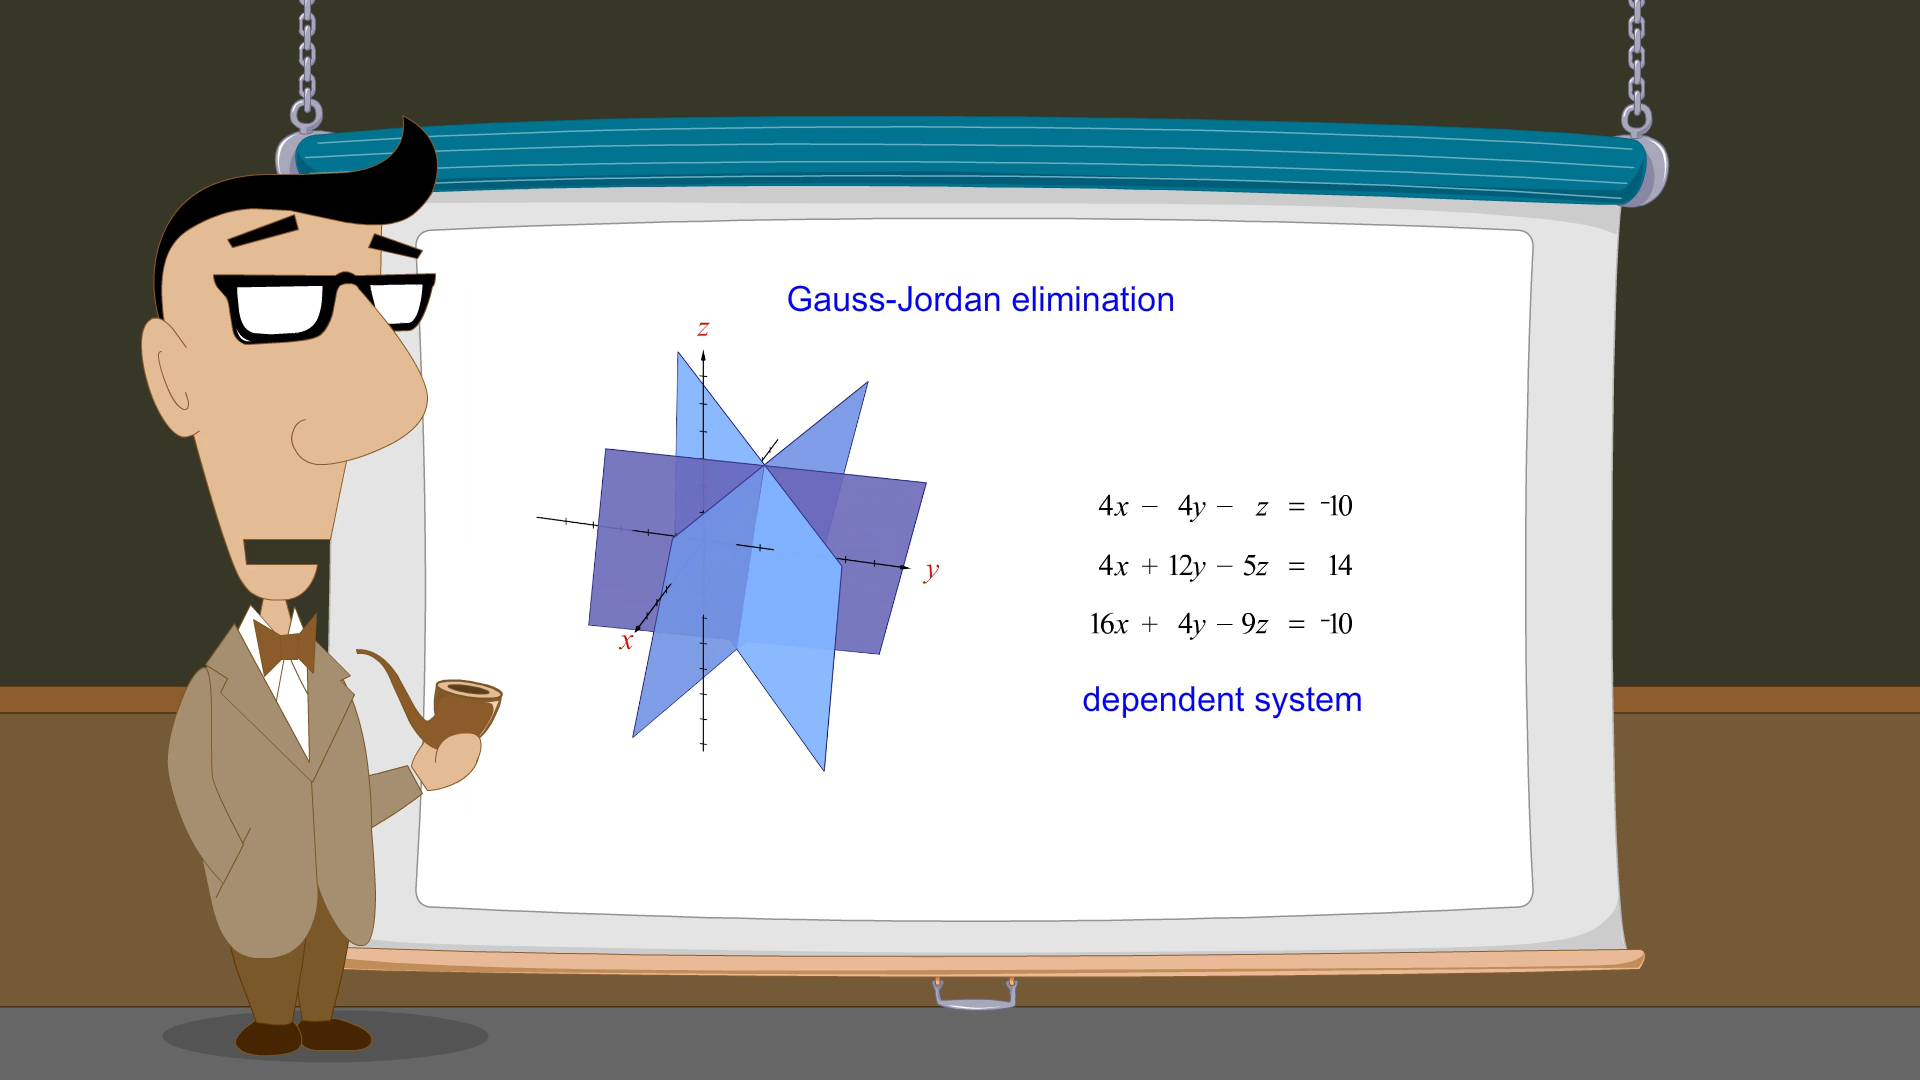 Gauss-Jordan elimination
z
y
x
4x − 4y − z = ⁻10
4x + 12y − 5z = 14
16x + 4y − 9z = ⁻10
dependent system